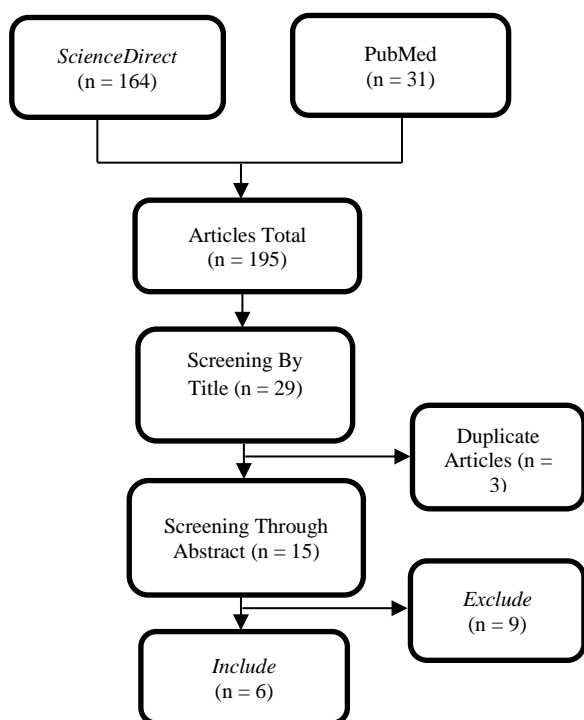 ScienceDirect
(n = 164)
PubMed
(n = 31)
Articles Total
(n = 195)
Screening By
Title (n = 29)
Duplicate
Articles (n =
3)
Screening Through
Abstract (n = 15)
Exclude
(n = 9)
Include
(n = 6)